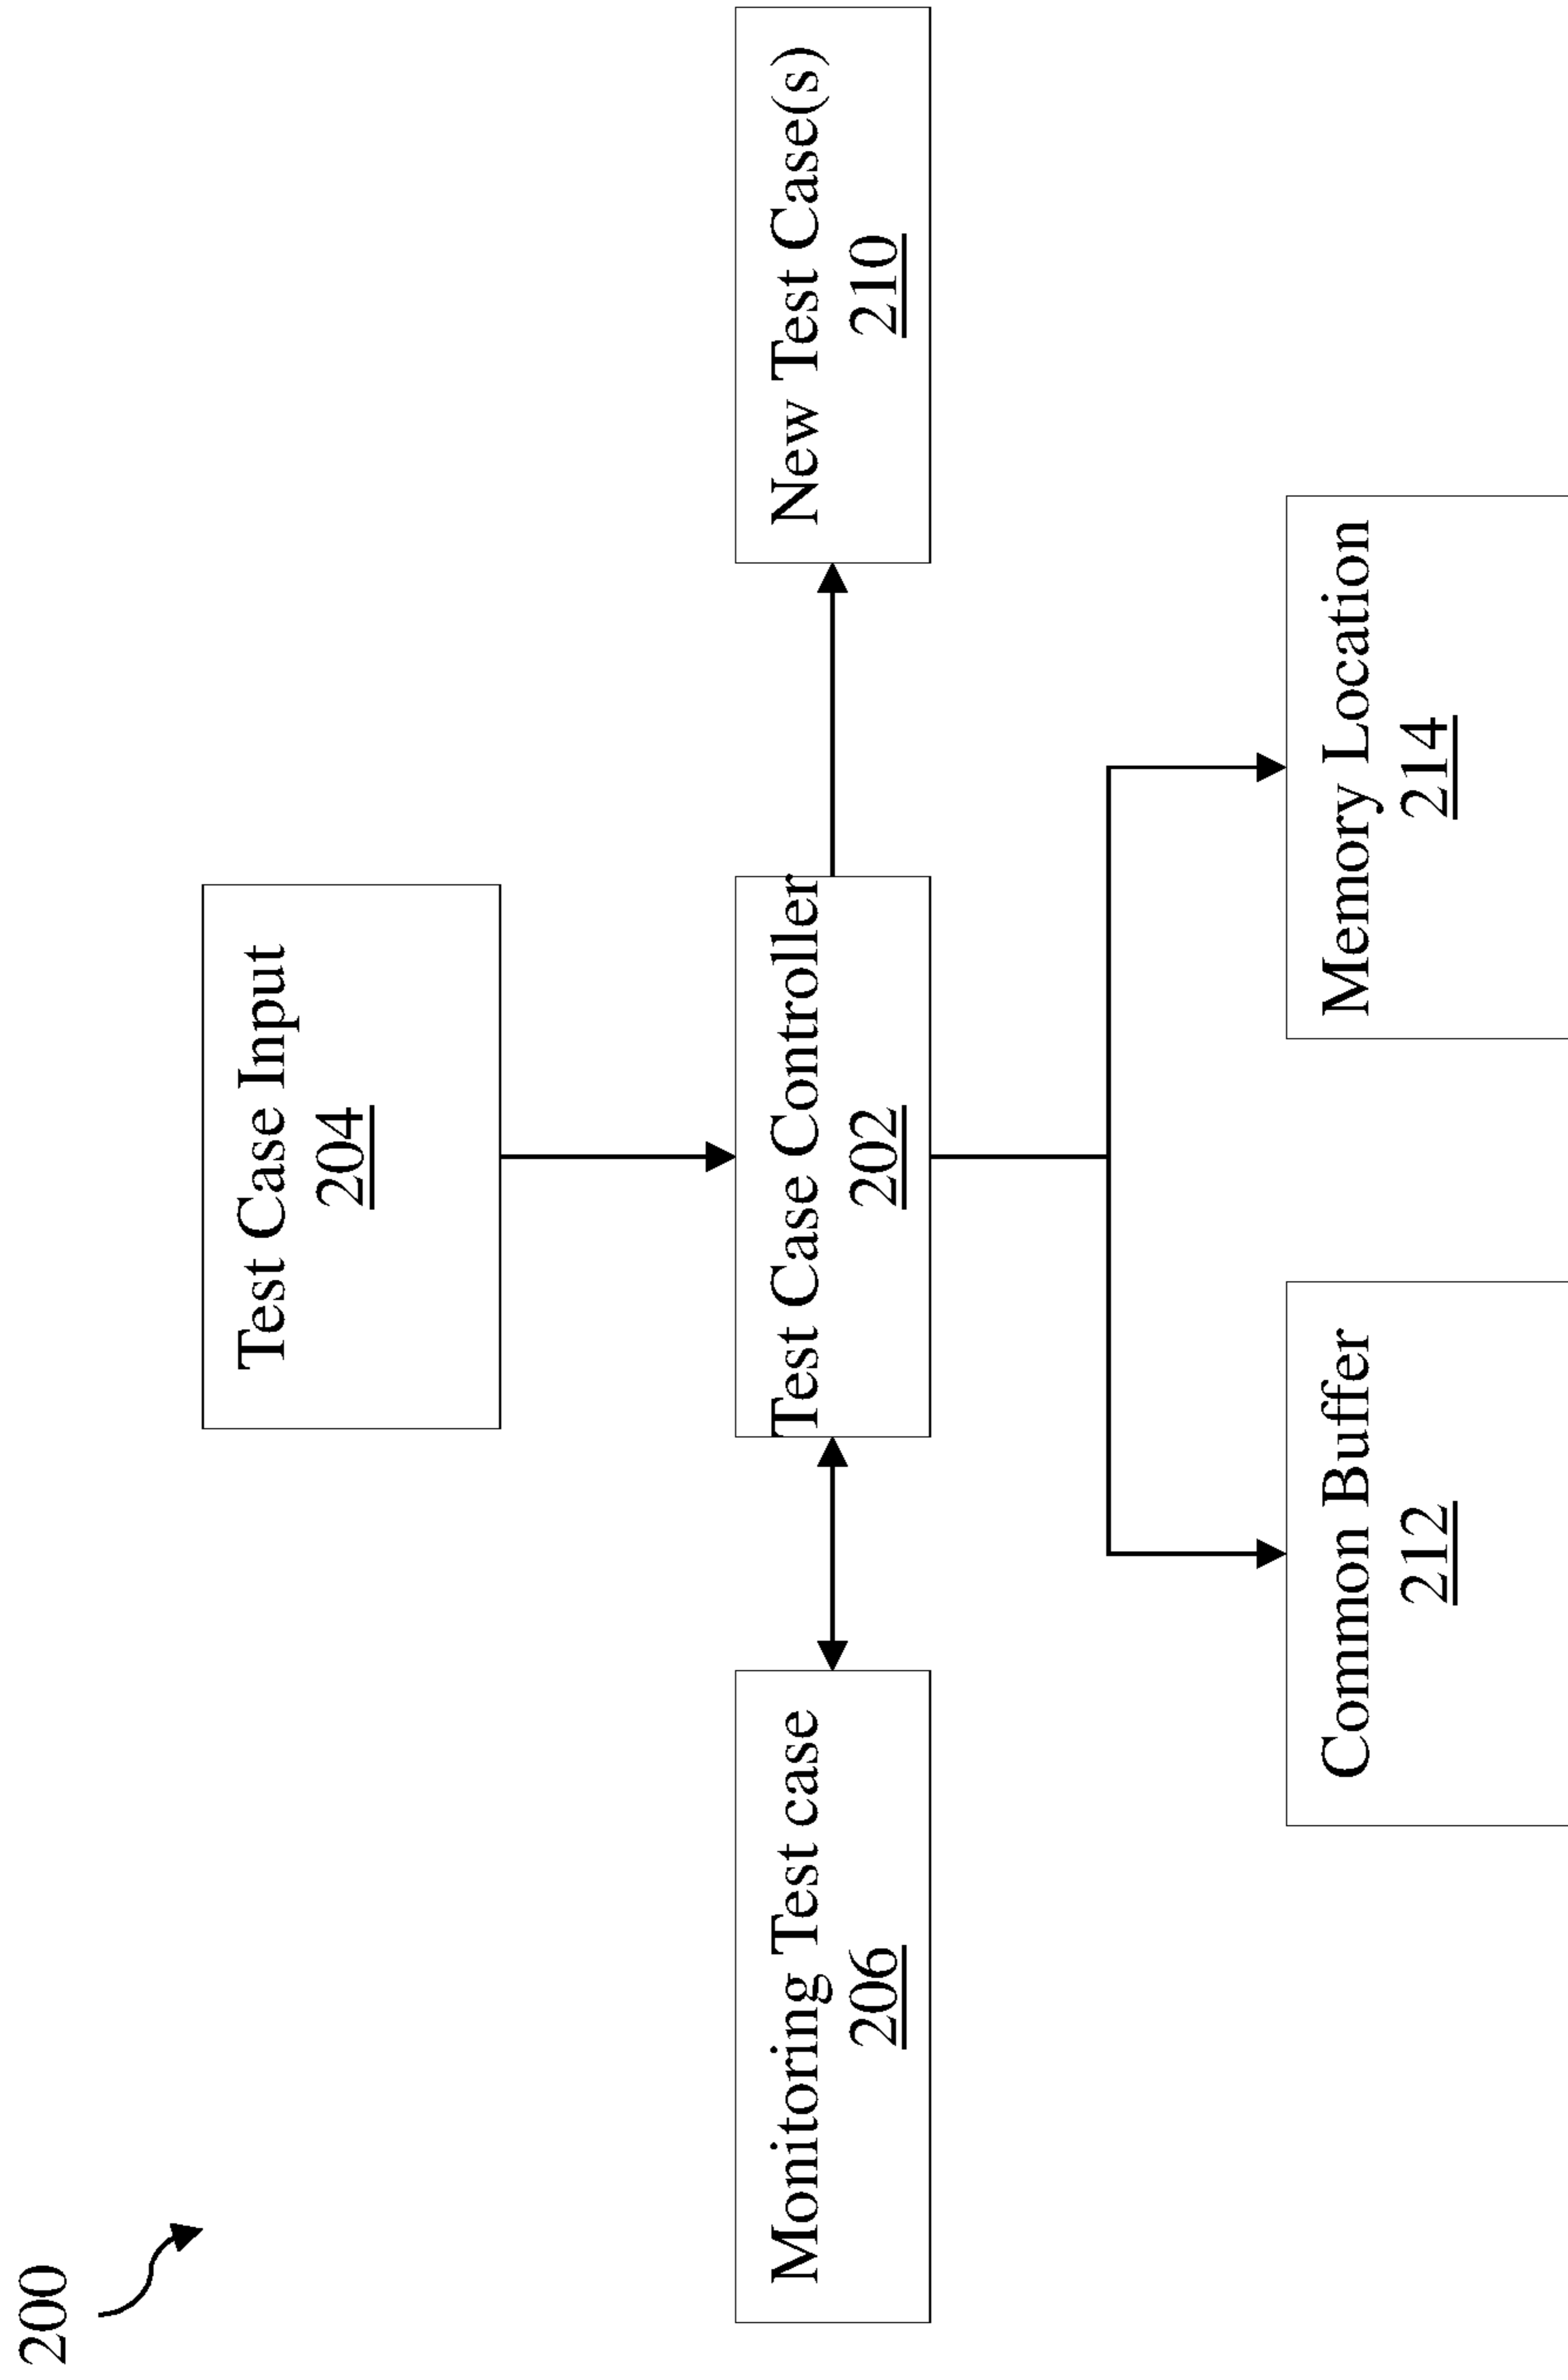 200
Test Case Input
204
Monitoring Test case
206
Test Case Controller
202
New Test Case(s)
210
Common Buffer
212
Memory Location
214